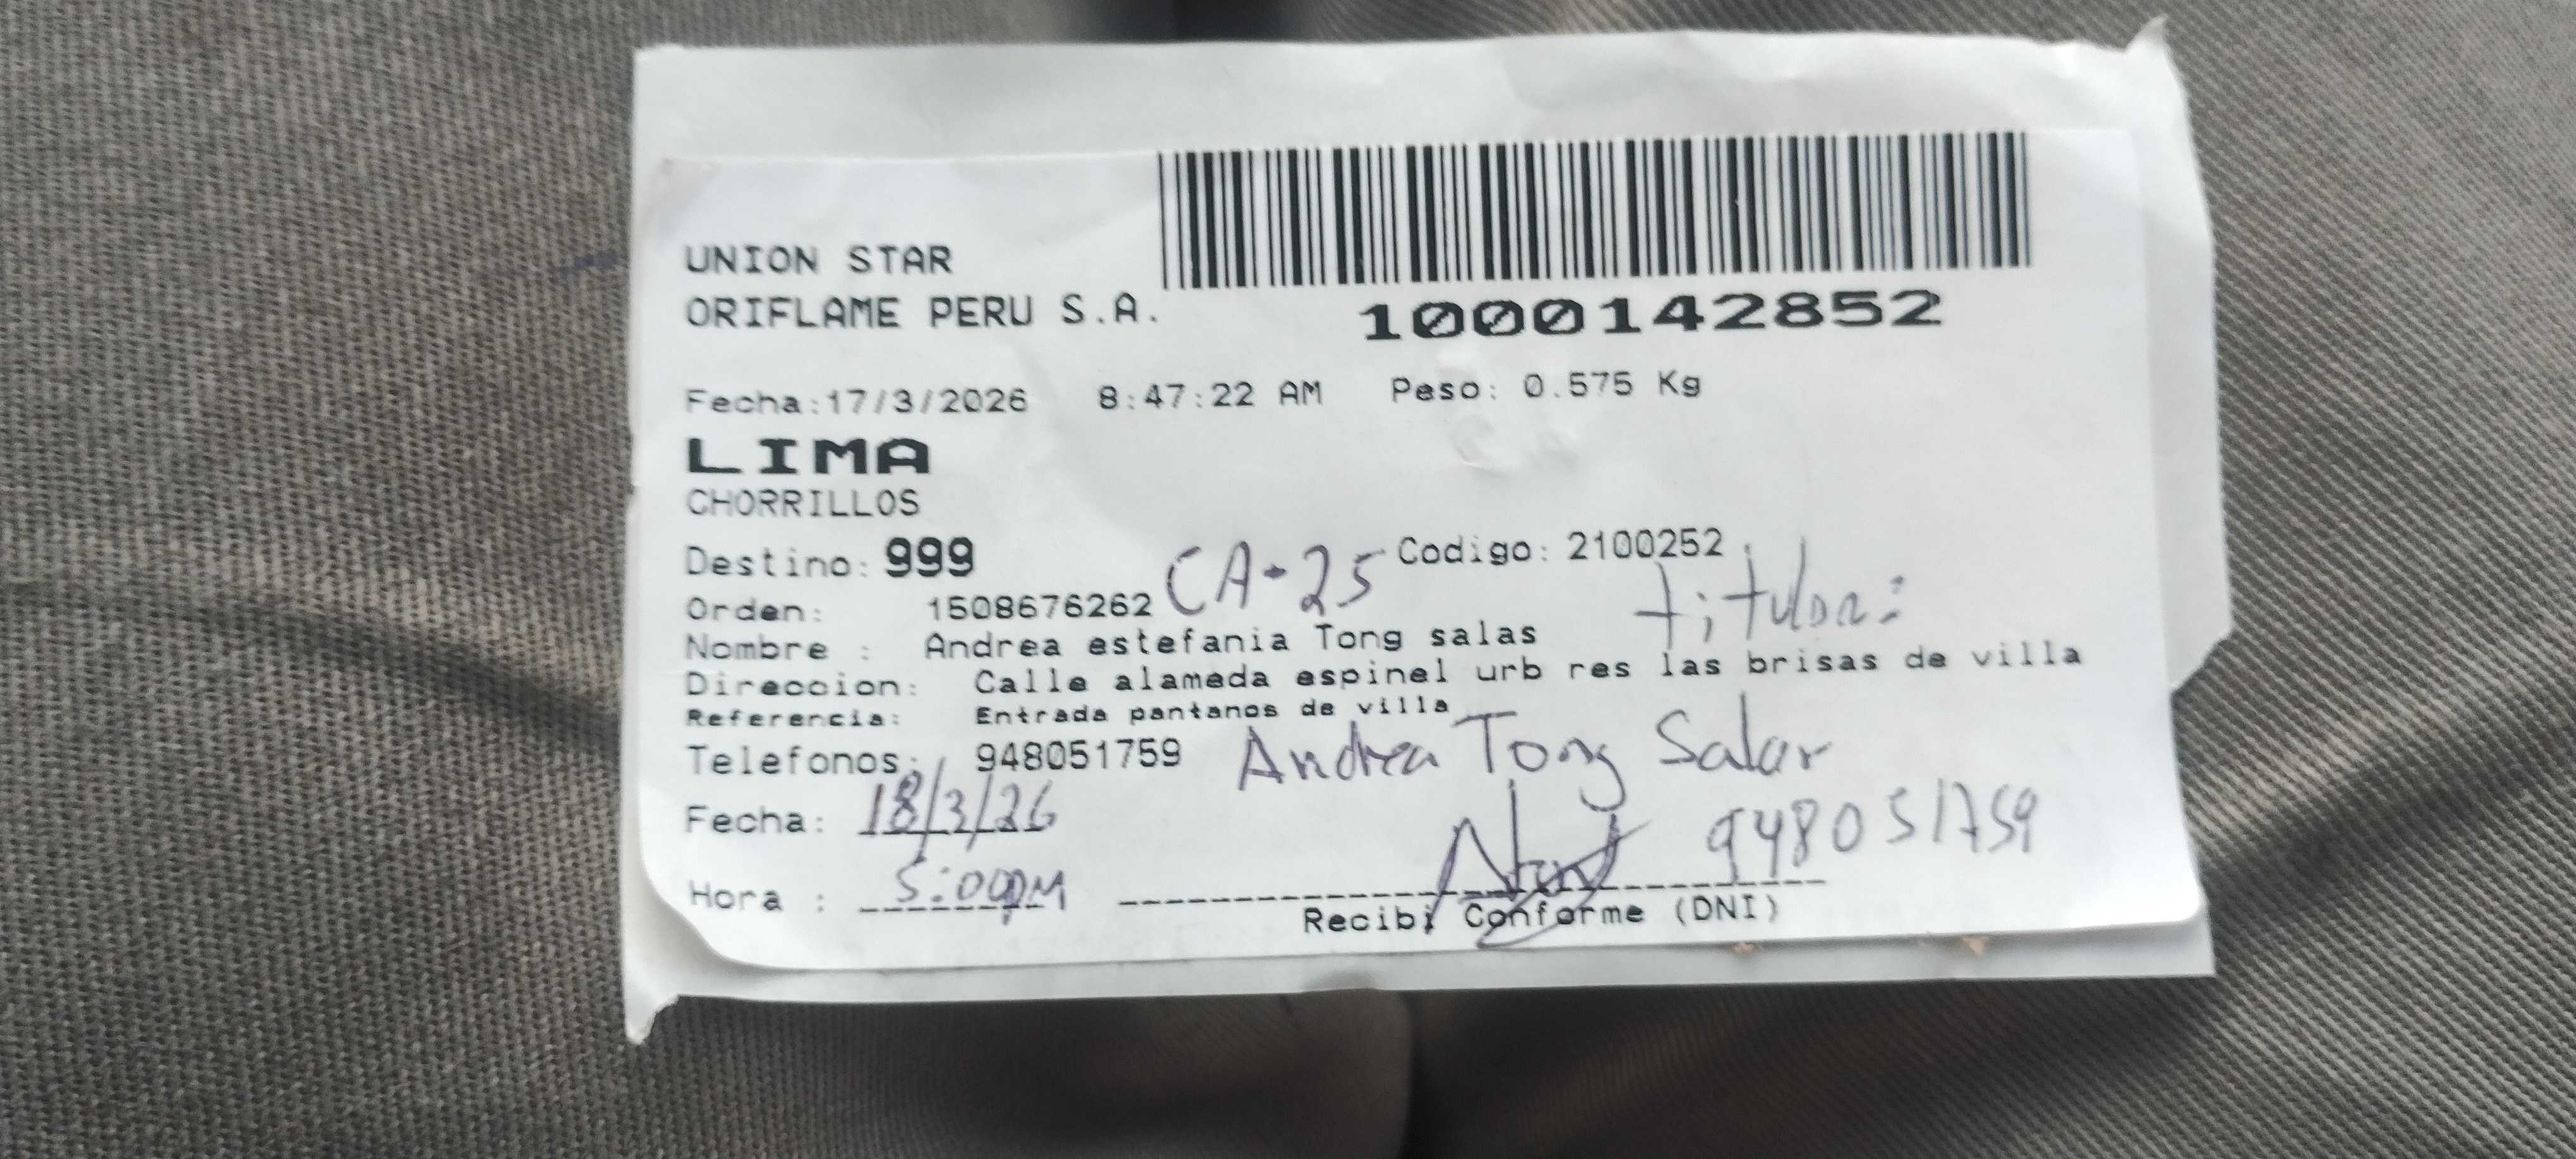 UNION STAR
ORIFLAME PERU S.A.
1000142852
Fecha:17/3/2026 8:47:22 AM Peso: 0.575 Kg
LIMA
CHORRILLOS
Destino: 999 CA-25 Codigo: 2100252
Orden: 1508676262 titular:
Nombre : Andrea estefania Tong salas
Direccion: Calle alameda espinel urb res las brisas de villa
Referencia: Entrada pantanos de villa
Telefonos: 948051759 Andrea Tong Salar
Fecha: 18/3/26 948051759
Hora : 5:00pM
Recibi Conforme (DNI)